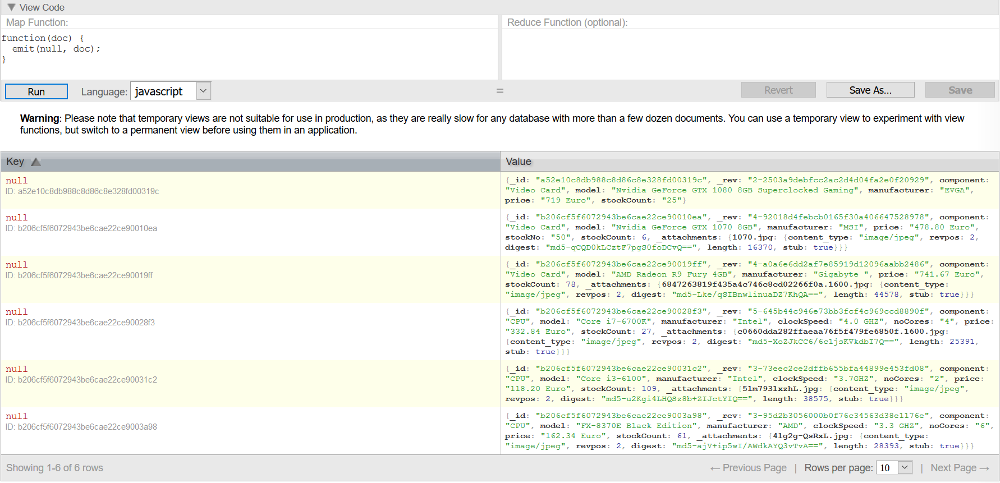 ▼ View Code
Map Function:
Reduce Function (optional):
function(doc) {
  emit(null, doc);
}
Run
Language:
javascript
=
Revert
Save As...
Save
Warning: Please note that temporary views are not suitable for use in production, as they are really slow for any database with more than a few dozen documents. You can use a temporary view to experiment with view
functions, but switch to a permanent view before using them in an application.
Key ▲
Value
null
ID: a52e10c8db988c8d86c8e328fd00319c
{_id: "a52e10c8db988c8d86c8e328fd00319c", _rev: "2-2503a9debfcc2ac2d4d04fa2e0f20929", component:
"Video Card", model: "Nvidia GeForce GTX 1080 8GB Superclocked Gaming", manufacturer: "EVGA",
price: "719 Euro", stockCount: "25"}
null
ID: b206cf5f6072943be6cae22ce90010ea
{_id: "b206cf5f6072943be6cae22ce90010ea", _rev: "4-92018d4febcb0165f30a406647528978", component:
"Video Card", model: "Nvidia GeForce GTX 1070 8GB", manufacturer: "MSI", price: "478.80 Euro",
stockNo: "50", stockCount: 6, _attachments: {1070.jpg: {content_type: "image/jpeg", revpos: 2,
digest: "md5-qCQD0kLCztF7pgS0foDCvQ==", length: 16370, stub: true}}}
null
ID: b206cf5f6072943be6cae22ce90019ff
{_id: "b206cf5f6072943be6cae22ce90019ff", _rev: "4-a0a6e6dd2af7e85919d12096aabb2486", component:
"Video Card", model: "AMD Radeon R9 Fury 4GB", manufacturer: "Gigabyte ", price: "741.67 Euro",
stockCount: 78, _attachments: {6847263819f435a4c746c8cd02266f0a.1600.jpg: {content_type:
"image/jpeg", revpos: 2, digest: "md5-Lke/qSIBnwlinuaDZ7KhQA==", length: 44578, stub: true}}}
null
ID: b206cf5f6072943be6cae22ce90028f3
{_id: "b206cf5f6072943be6cae22ce90028f3", _rev: "5-645b44c946e73bb3fcf4c969ccd8890f", component:
"CPU", model: "Core i7-6700K", manufacturer: "Intel", clockSpeed: "4.0 GHZ", noCores: "4", price:
"332.84 Euro", stockCount: 27, _attachments: {c0660dda282ffaeaa76f5f479fe6850f.1600.jpg:
{content_type: "image/jpeg", revpos: 2, digest: "md5-XoZJkCC6/6c1jsKVkdbI7Q==", length: 25391,
stub: true}}}
null
ID: b206cf5f6072943be6cae22ce90031c2
{_id: "b206cf5f6072943be6cae22ce90031c2", _rev: "3-73eec2ce2dffb655bfa44899e453fd08", component:
"CPU", model: "Core i3-6100", manufacturer: "Intel", clockSpeed: "3.7GHZ", noCores: "2", price:
"118.20 Euro", stockCount: 109, _attachments: {51m7931xzhL.jpg: {content_type: "image/jpeg",
revpos: 2, digest: "md5-u2Kgi4LHQSz8b+ZIJctYIQ==", length: 38575, stub: true}}}
null
ID: b206cf5f6072943be6cae22ce9003a98
{_id: "b206cf5f6072943be6cae22ce9003a98", _rev: "3-95d2b3056000b0f76c34563d38e1176e", component:
"CPU", model: "FX-8370E Black Edition", manufacturer: "AMD", clockSpeed: "3.3 GHZ", noCores: "6",
price: "162.34 Euro", stockCount: 61, _attachments: {41g2g-QsRxL.jpg: {content_type:
"image/jpeg", revpos: 2, digest: "md5-ajV+ip5wI/AWdkAYQ3vTvA==", length: 28393, stub: true}}}
Showing 1-6 of 6 rows
← Previous Page | Rows per page: 10 | Next Page →